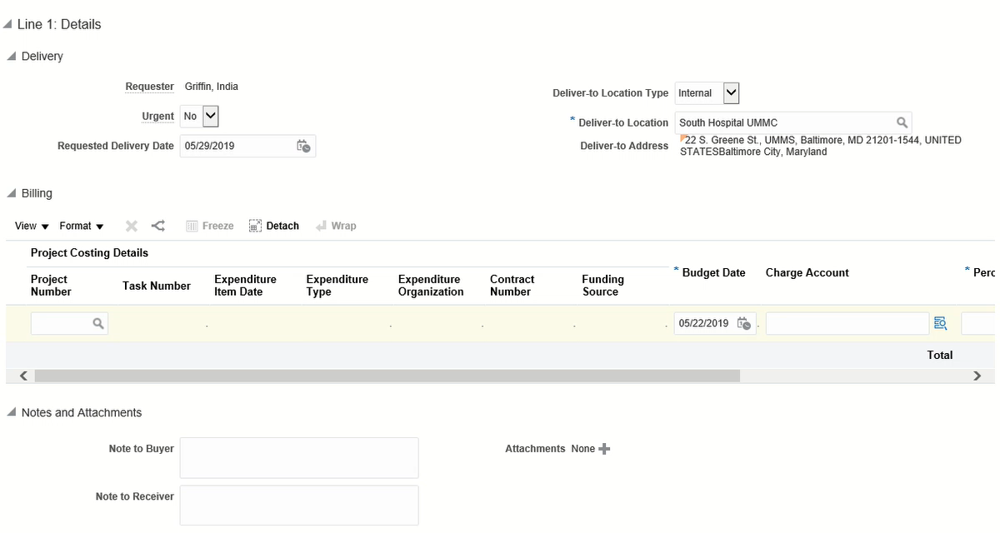 Line 1: Details
Delivery
Requester Griffin, India
Urgent No
Requested Delivery Date 05/29/2019
Deliver-to Location Type Internal
* Deliver-to Location South Hospital UMMC
Deliver-to Address 22 S. Greene St., UMMS, Baltimore, MD 21201-1544, UNITED
STATESBaltimore City, Maryland
Billing
View Format Freeze Detach Wrap
Project Costing Details
Project Number
Task Number
Expenditure Item Date
Expenditure Type
Expenditure Organization
Contract Number
Funding Source
* Budget Date
Charge Account
* Perc
05/22/2019
Total
Notes and Attachments
Note to Buyer
Attachments None
Note to Receiver